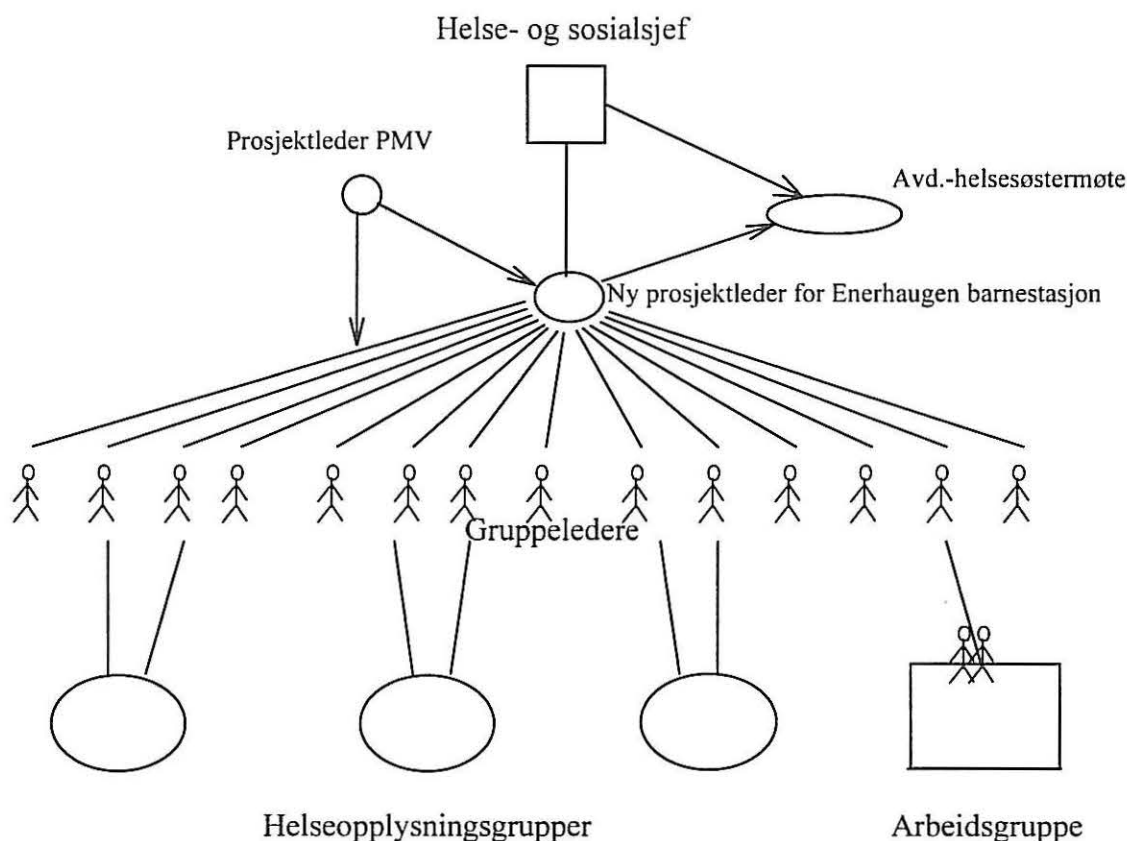 Helse- og sosialsjef
Prosjektleder PMV
Avd.-helsesøstermøte
Ny prosjektleder for Enerhaugen barnestasjon
Gruppeledere
Helseopplysningsgrupper
Arbeidsgruppe